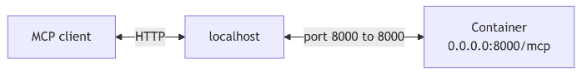 MCP client
HTTP
localhost
port 8000 to 8000
Container
0.0.0.0:8000/mcp